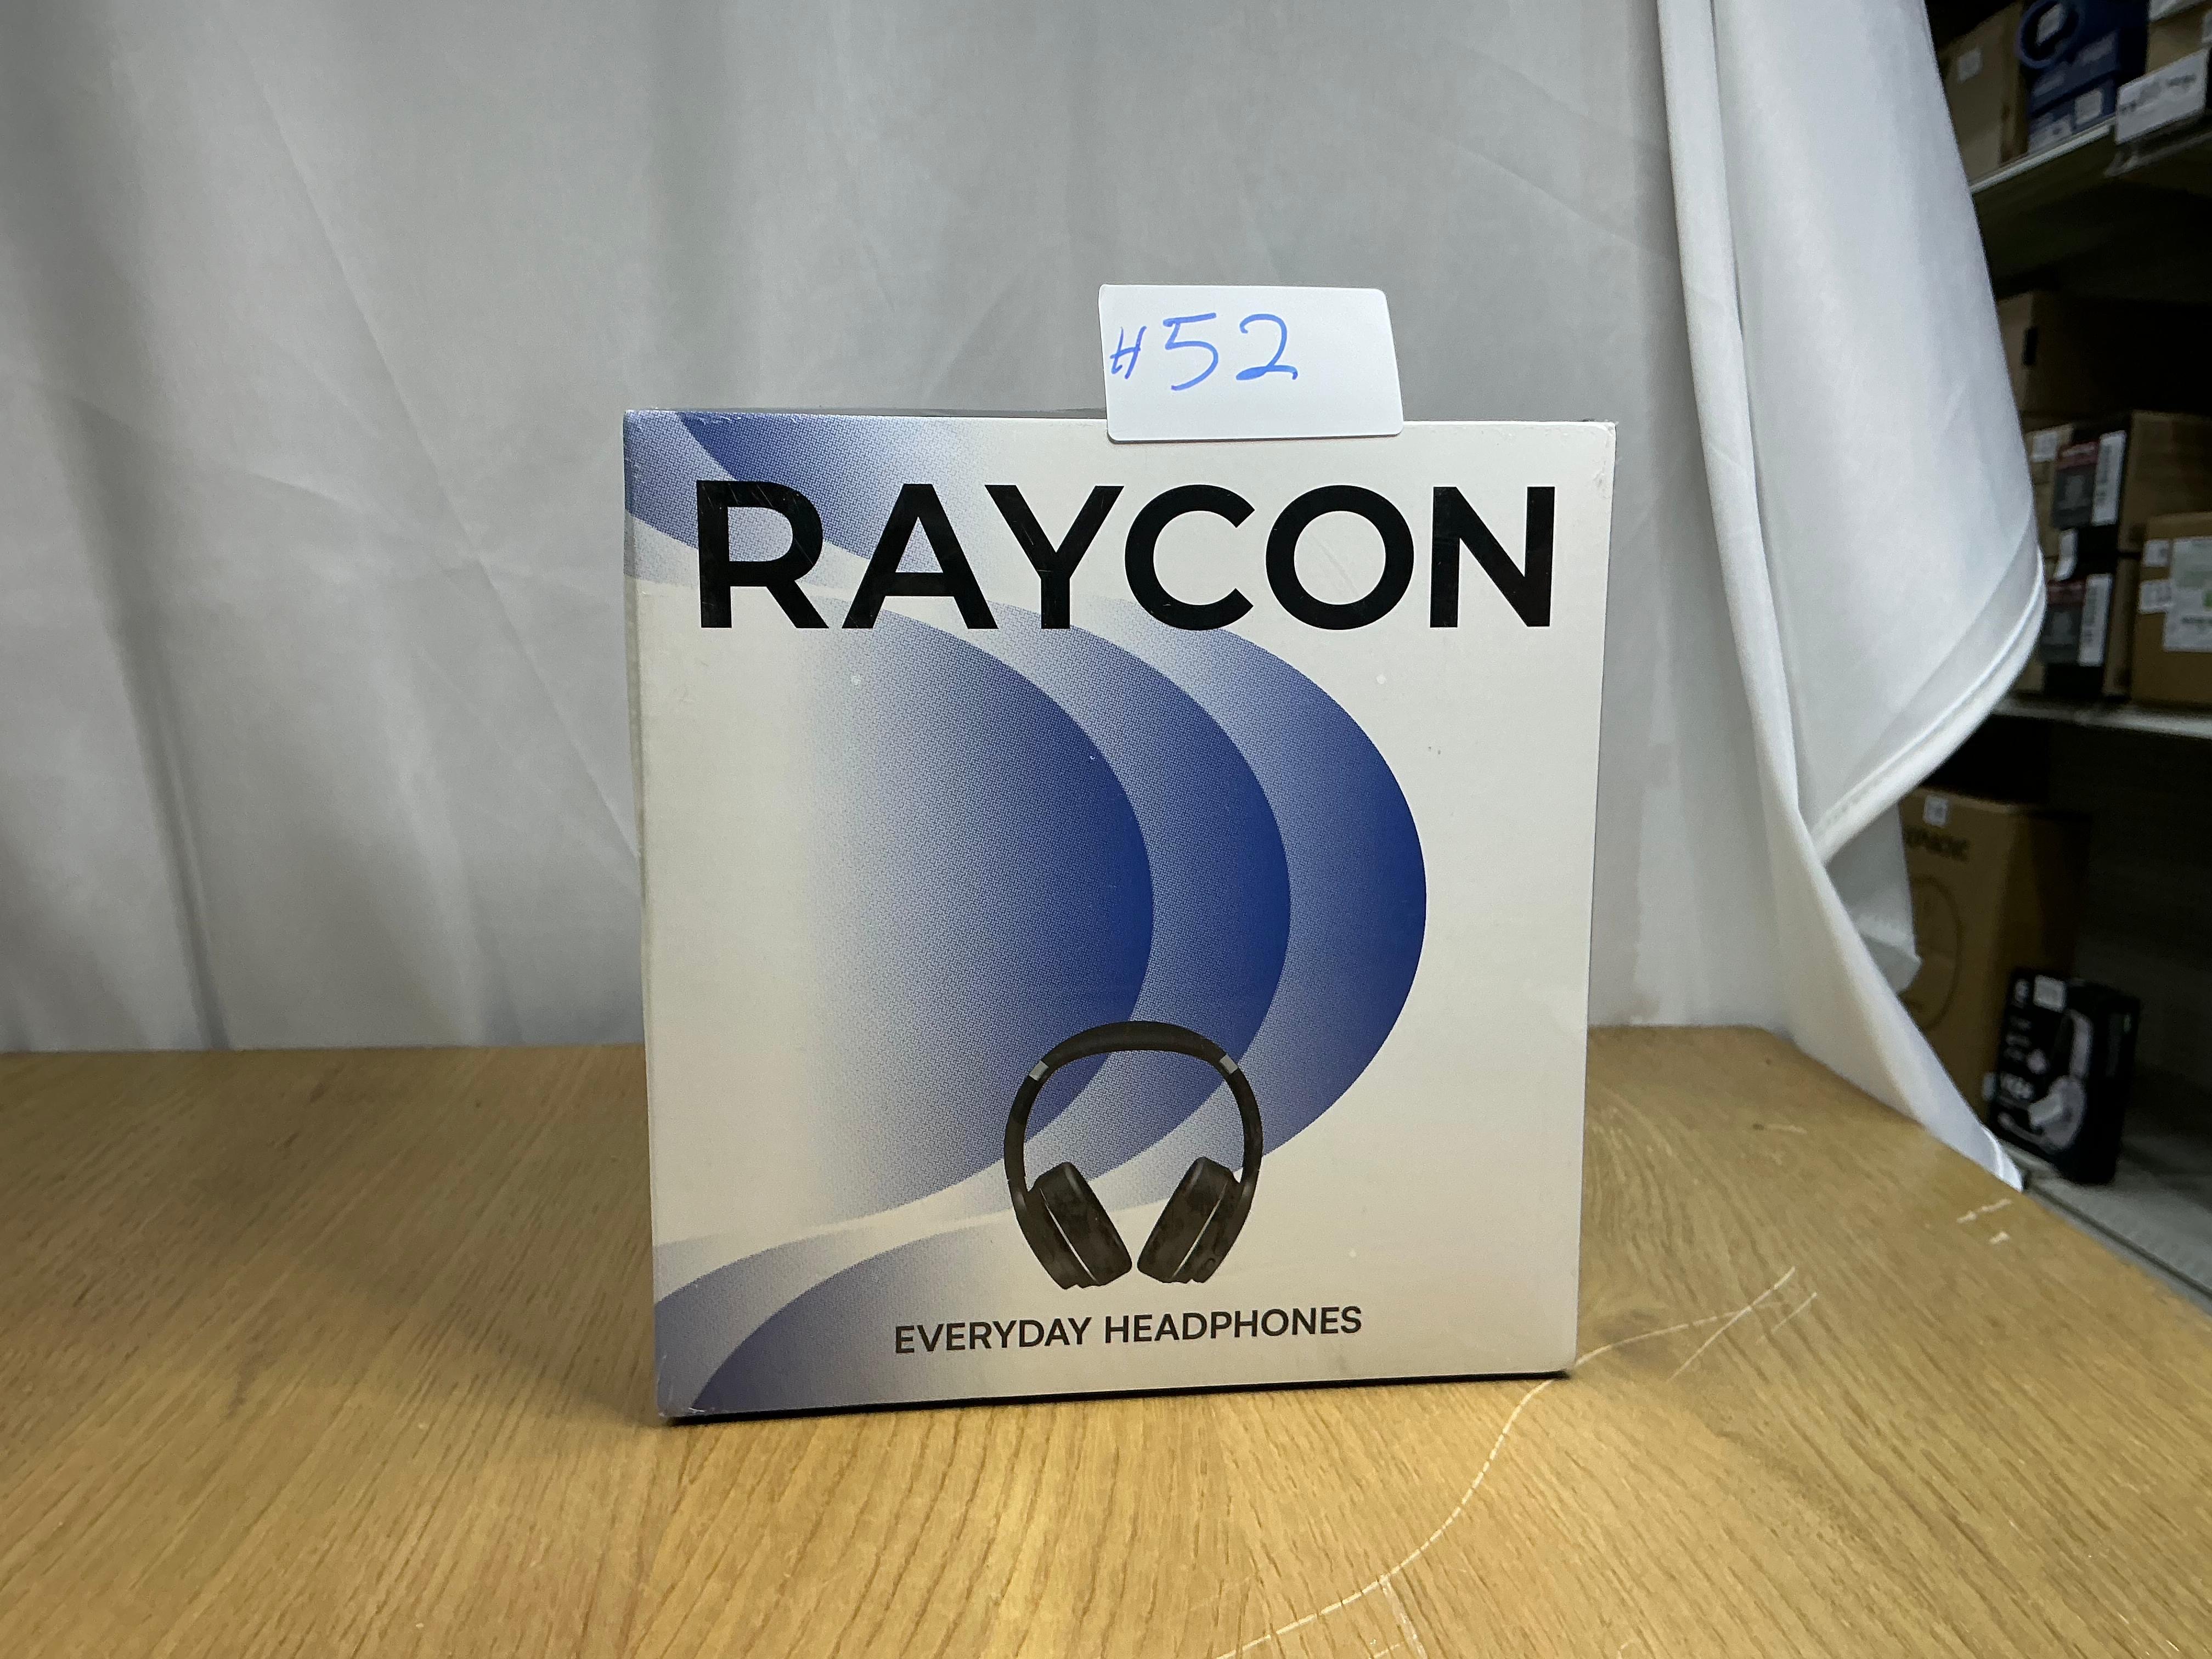 #52
RAYCON
EVERYDAY HEADPHONES